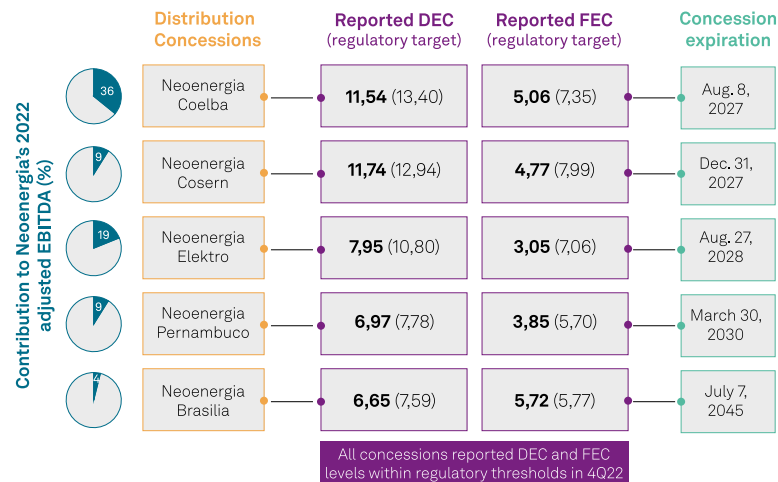 Distribution
Concessions
Reported DEC
(regulatory target)
Reported FEC
(regulatory target)
Concession
expiration
Contribution to Neoenergia's 2022
adjusted EBITDA (%)
36
Neoenergia
Coelba
11,54 (13,40)
5,06 (7,35)
Aug. 8,
2027
9
Neoenergia
Cosern
11,74 (12,94)
4,77 (7,99)
Dec. 31,
2027
19
Neoenergia
Elektro
7,95 (10,80)
3,05 (7,06)
Aug. 27,
2028
9
Neoenergia
Pernambuco
6,97 (7,78)
3,85 (5,70)
March 30,
2030
4
Neoenergia
Brasilia
6,65 (7,59)
5,72 (5,77)
July 7,
2045
All concessions reported DEC and FEC
levels within regulatory thresholds in 4Q22